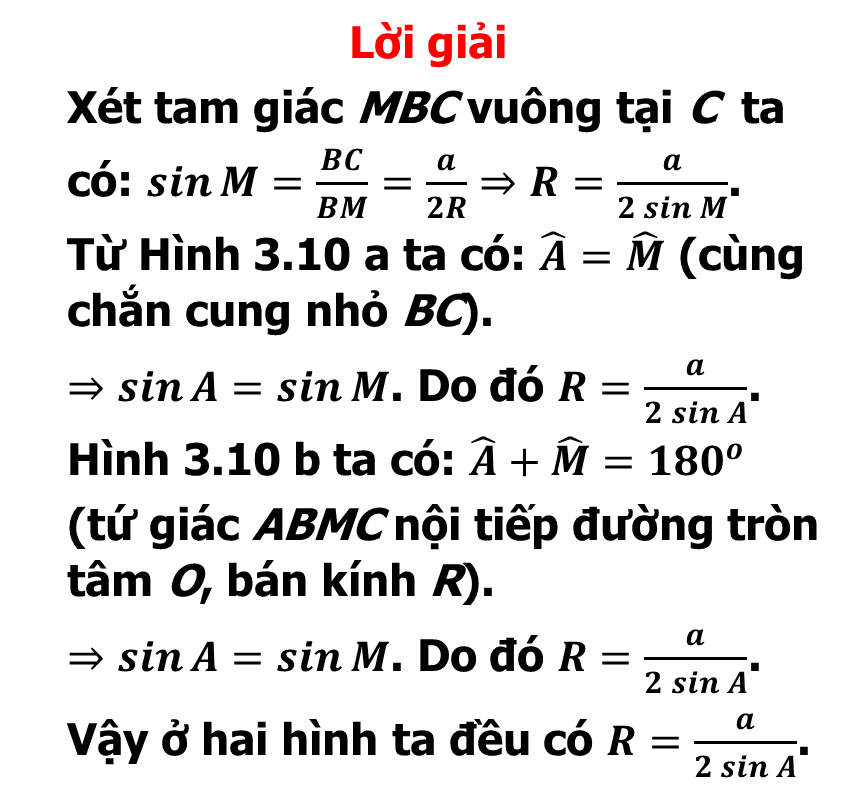 Lời giải
Xét tam giác MBC vuông tại C ta
có: sin M = BC/BM = a/2R ⇒ R = a/(2 sin M).
Từ Hình 3.10 a ta có: Â = M̂ (cùng
chắn cung nhỏ BC).
⇒ sin A = sin M. Do đó R = a/(2 sin A).
Hình 3.10 b ta có: Â + M̂ = 180ᵒ
(tứ giác ABMC nội tiếp đường tròn
tâm O, bán kính R).
⇒ sin A = sin M. Do đó R = a/(2 sin A).
Vậy ở hai hình ta đều có R = a/(2 sin A).